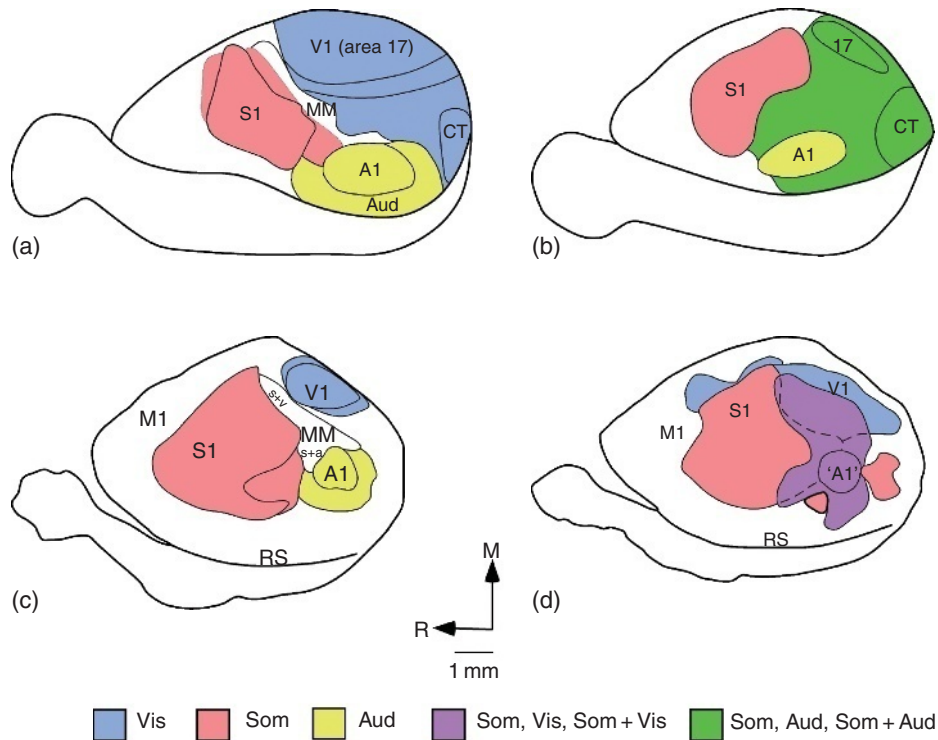 V1 (area 17)
S1
MM
CT
A1
Aud
(a)
17
S1
CT
A1
(b)
V1
s+v
M1
MM
S1
s+a
A1
RS
(c)
V1
S1
M1
'A1'
RS
(d)
M
R
1 mm
Vis
Som
Aud
Som, Vis, Som + Vis
Som, Aud, Som + Aud